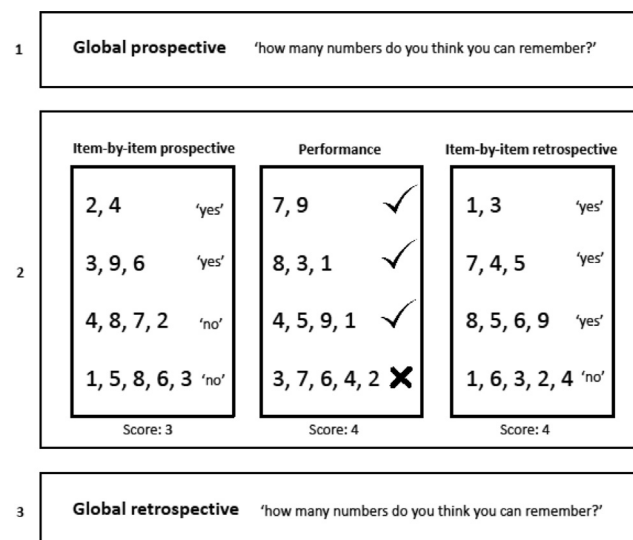 1 Global prospective 'how many numbers do you think you can remember?'
2
Item-by-item prospective
2, 4 'yes'
3, 9, 6 'yes'
4, 8, 7, 2 'no'
1, 5, 8, 6, 3 'no'
Score: 3
Performance
7, 9
8, 3, 1
4, 5, 9, 1
3, 7, 6, 4, 2
Score: 4
Item-by-item retrospective
1, 3 'yes'
7, 4, 5 'yes'
8, 5, 6, 9 'yes'
1, 6, 3, 2, 4 'no'
Score: 4
3 Global retrospective 'how many numbers do you think you can remember?'